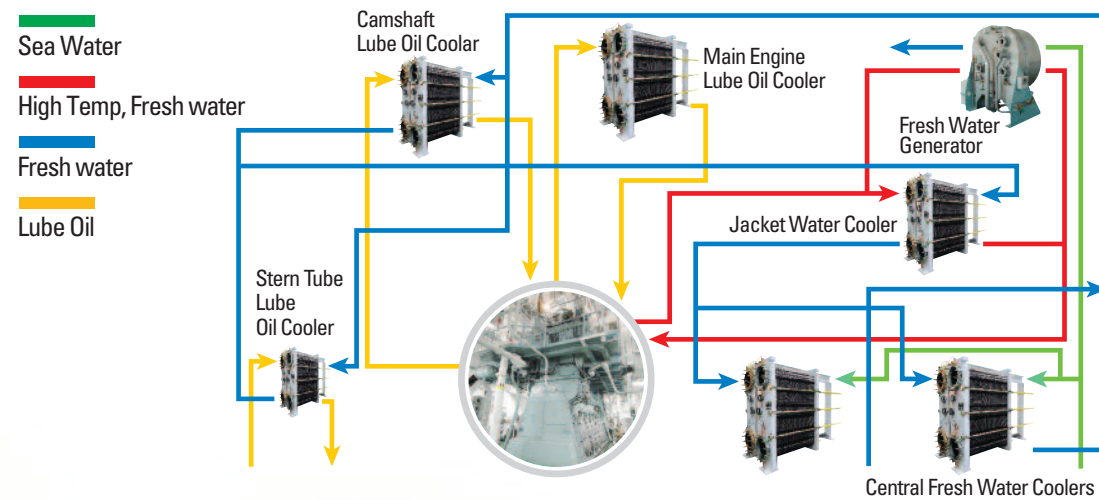 Sea Water
High Temp, Fresh water
Fresh water
Lube Oil
Camshaft
Lube Oil Coolar
Main Engine
Lube Oil Cooler
Fresh Water
Generator
Jacket Water Cooler
Stern Tube
Lube
Oil Cooler
Central Fresh Water Coolers